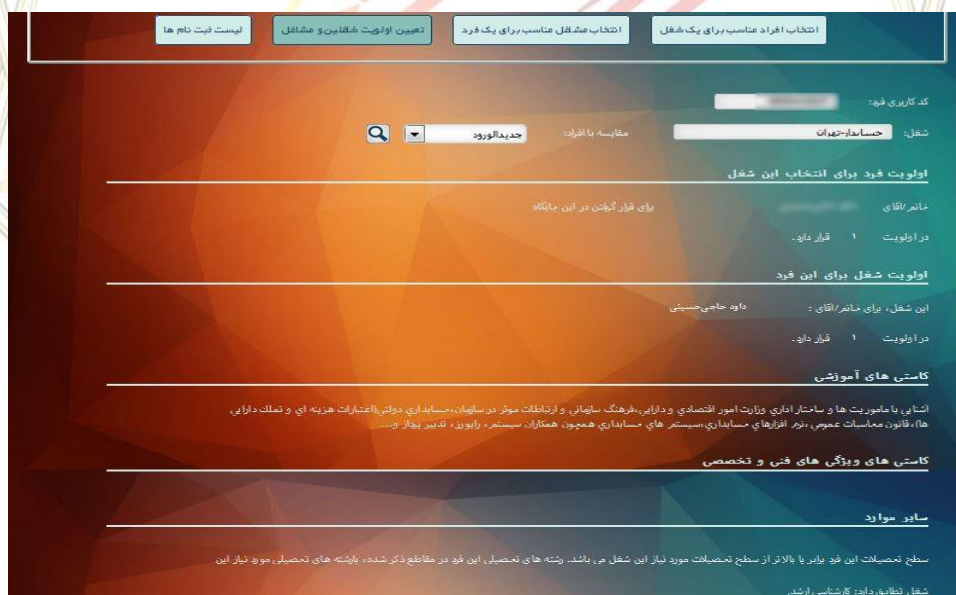 انتخاب افراد مناسب برای یک شغل
انتخاب مشاغل مناسب برای یک فرد
تعیین اولویت شاغلین و مشاغل
لیست ثبت نام ها
کد کاربری فرد:
شغل: حسابدار-تهران مقایسه با افراد: جدیدالورود
اولویت فرد برای انتخاب این شغل
خانم/آقای برای قرار گرفتن در این جایگاه
در اولویت ۱ قرار دارد.
اولویت شغل برای این فرد
این شغل، برای خانم/آقای : داود حاجی‌حسینی
در اولویت ۱ قرار دارد.
کاستی های آموزشی
آشنایی با ماموریت ها و ساختار اداری وزارت امور اقتصادی و دارایی،فرهنگ سازمانی و ارتباطات موثر در سازمان،حسابداری دولتی(اعتبارات هزینه ای و تملک دارایی
ها)، قانون محاسبات عمومی ،نرم افزارهای حسابداری،سیستم های حسابداری همچون همکاران سیستم ، رایورز، تدبیر پرداز و...
کاستی های ویژگی های فنی و تخصصی
سایر موارد
سطح تحصیلات این فرد برابر یا بالاتر از سطح تحصیلات مورد نیاز این شغل می باشد. رشته های تحصیلی این فرد در مقاطع ذکر شده، بارشته های تحصیلی مورد نیاز این
شغل تطابق دارد: کارشناسی ارشد.